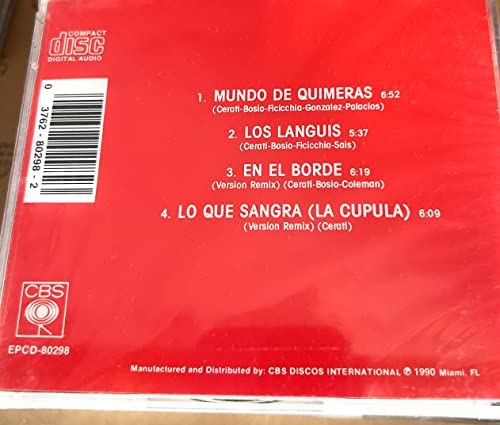 COMPACT
disc
DIGITAL AUDIO
0 3762-80298-2
1. MUNDO DE QUIMERAS 6:52
(Cerati-Bosio-Ficicchia-Gonzalez-Palacios)
2. LOS LANGUIS 5:37
(Cerati-Bosio-Ficicchia-Sais)
3. EN EL BORDE 6:19
(Version Remix) (Cerati-Bosio-Coleman)
4. LO QUE SANGRA (LA CUPULA) 6:09
(Version Remix) (Cerati)
CBS
EPCD-80298
Manufactured and Distributed by: CBS DISCOS INTERNATIONAL ℗ 1990 Miami, FL